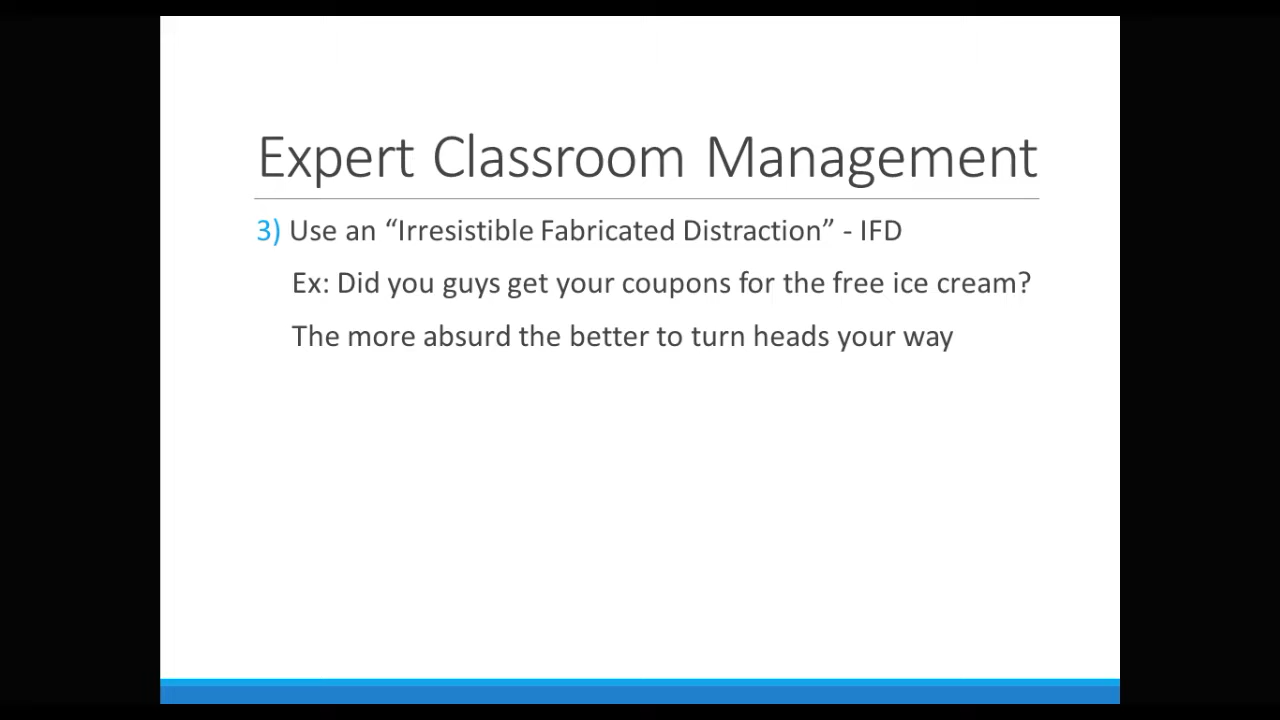 Expert Classroom Management
3) Use an “Irresistible Fabricated Distraction” - IFD
Ex: Did you guys get your coupons for the free ice cream?
The more absurd the better to turn heads your way